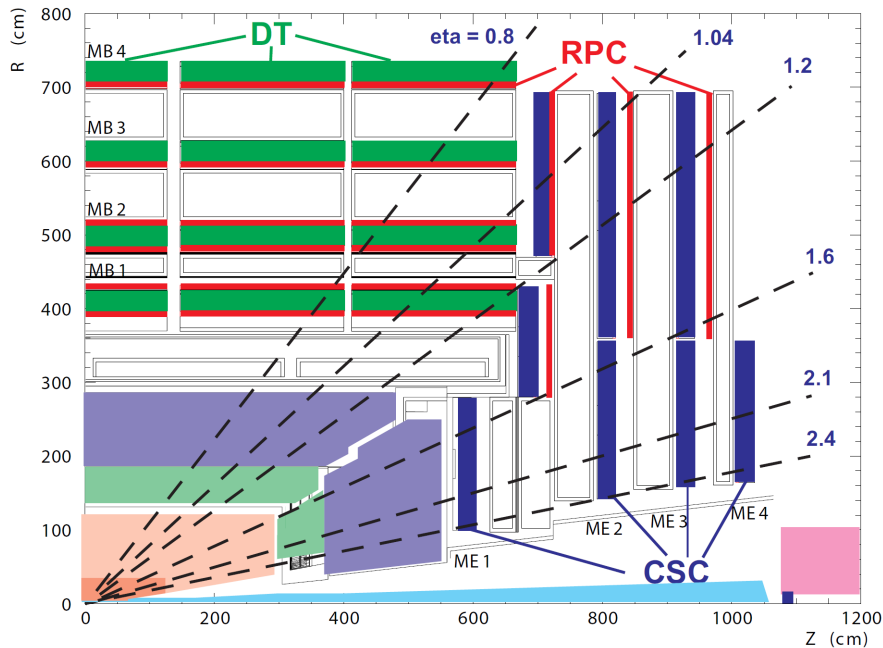 R (cm)
800
700
600
500
400
300
200
100
0
MB 4
MB 3
MB 2
MB 1
DT
eta = 0.8
1.04
RPC
1.2
1.6
2.1
2.4
ME 1
ME 2
ME 3
ME 4
CSC
0
200
400
600
800
1000
1200
Z (cm)